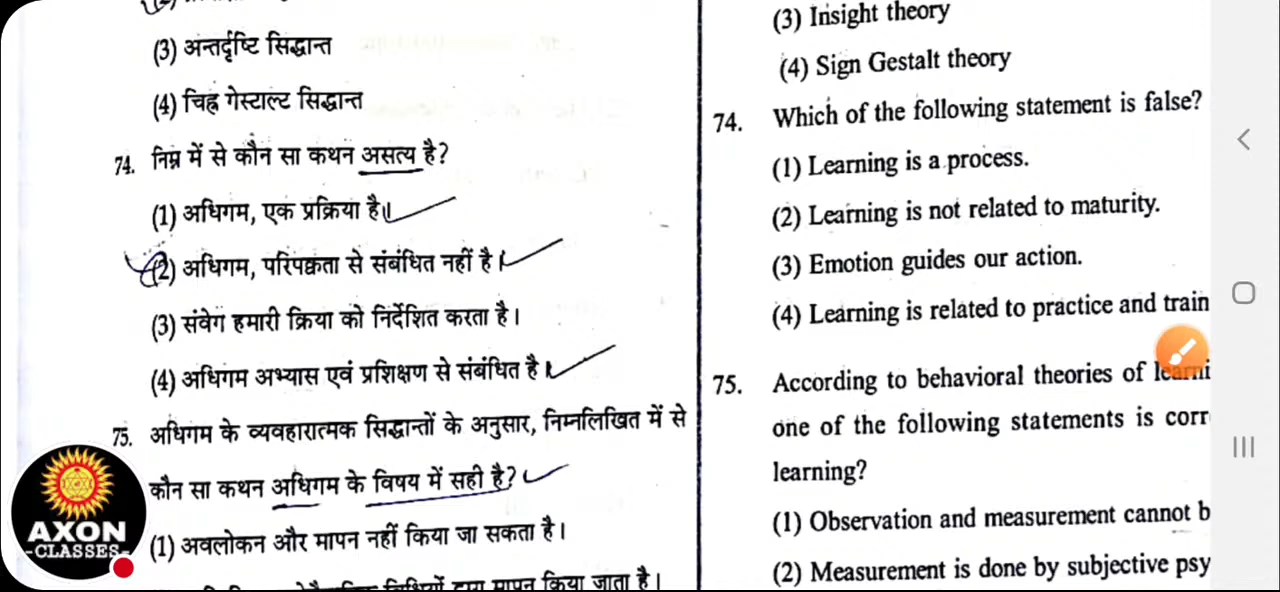 (3) अन्तर्दृष्टि सिद्धान्त
(4) चिह्न गेस्टाल्ट सिद्धान्त
74. निम्न में से कौन सा कथन असत्य है?
(1) अधिगम, एक प्रक्रिया है।
(2) अधिगम, परिपक्वता से संबंधित नहीं है।
(3) संवेग हमारी क्रिया को निर्देशित करता है।
(4) अधिगम अभ्यास एवं प्रशिक्षण से संबंधित है।
75. अधिगम के व्यवहारात्मक सिद्धान्तों के अनुसार, निम्नलिखित में से
कौन सा कथन अधिगम के विषय में सही है?
(1) अवलोकन और मापन नहीं किया जा सकता है।
विधियों द्वारा मापन किया जाता है।
(3) Insight theory
(4) Sign Gestalt theory
74. Which of the following statement is false?
(1) Learning is a process.
(2) Learning is not related to maturity.
(3) Emotion guides our action.
(4) Learning is related to practice and train
75. According to behavioral theories of learni
one of the following statements is corr
learning?
(1) Observation and measurement cannot b
(2) Measurement is done by subjective psy
AXON
-CLASSES-